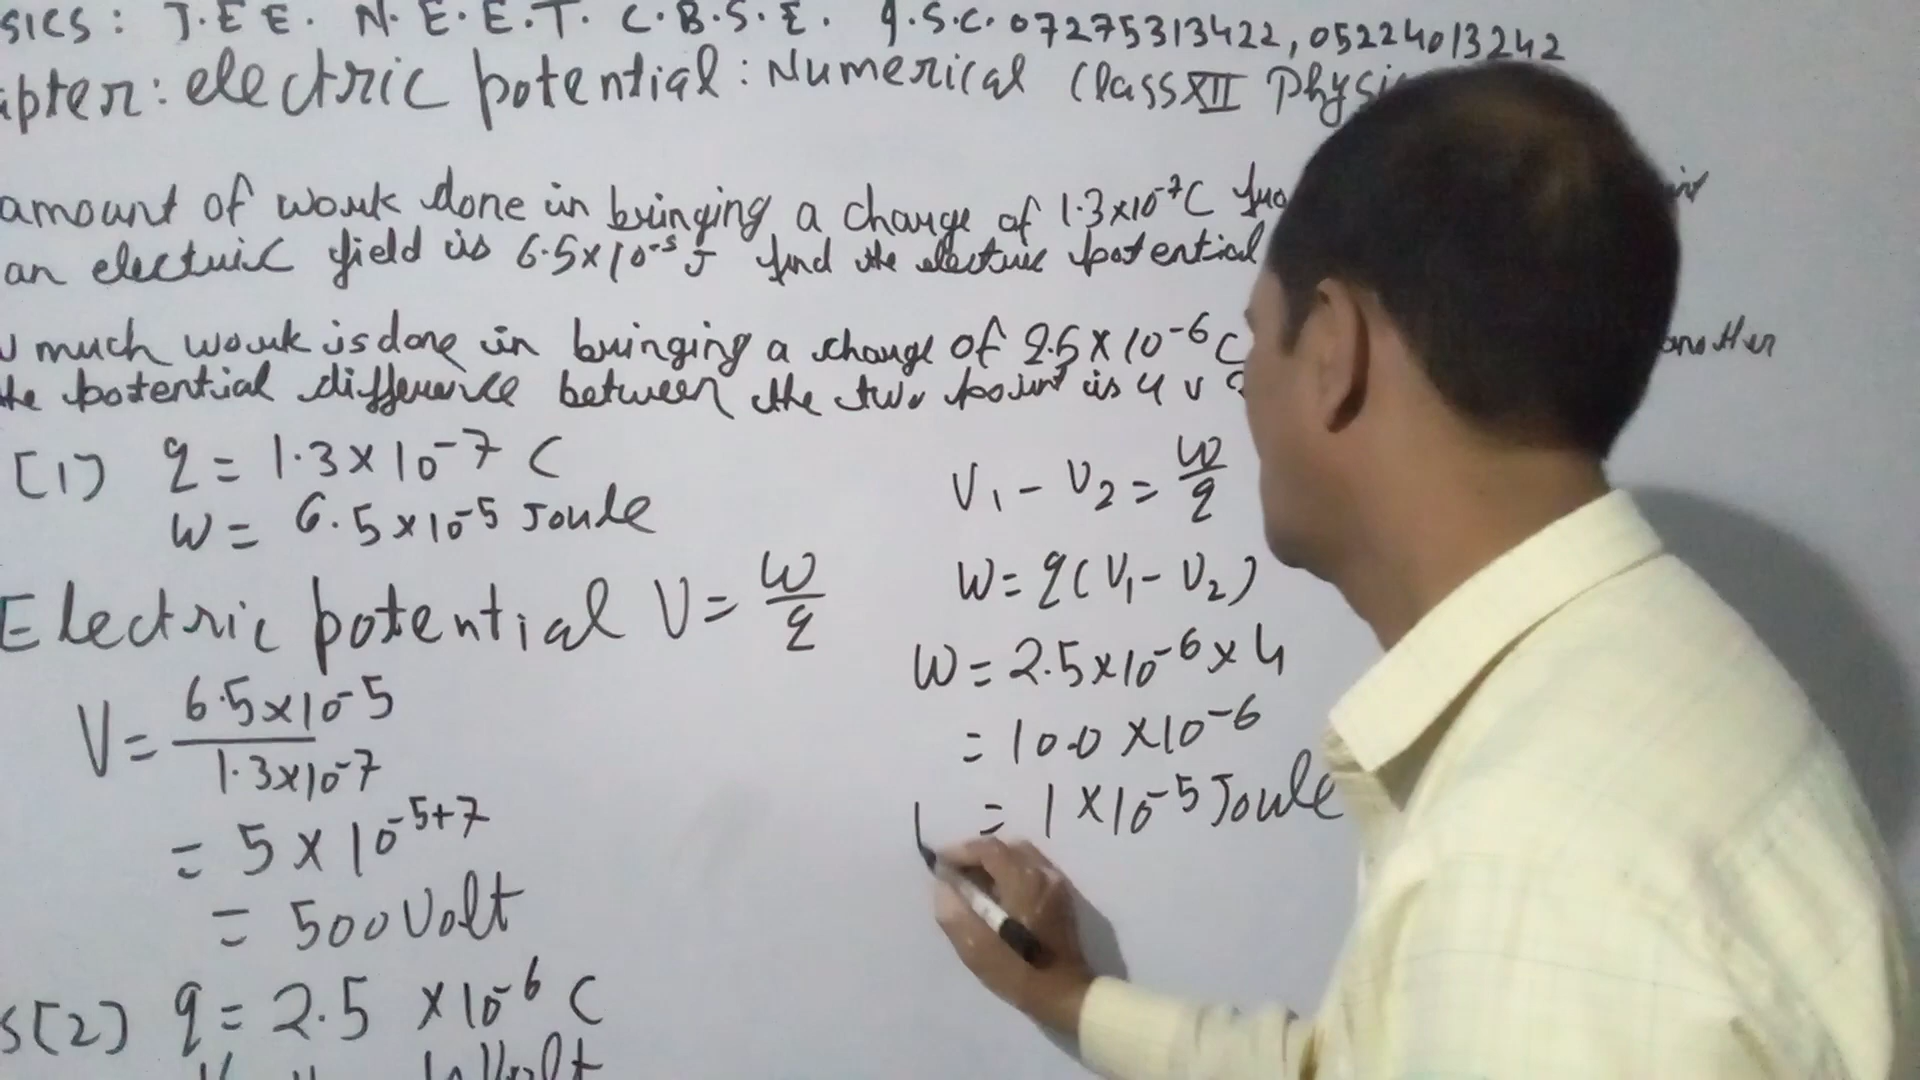 sics: J.E.E. N.E.E.T. C.B.S.E. I.S.C. 07275313422, 05224013242
apter: electric potential: Numerical Class XII Physi
amount of work done in bringing a charge of 1.3×10⁻⁷C
an electric field is 6.5×10⁻⁵ J find the electric potential
much work is done in bringing a charge of 2.5 × 10⁻⁶ C another
the potential difference between the two point is 4 v ?
[1] q = 1.3×10⁻⁷ C
W = 6.5×10⁻⁵ Joule
Electric potential V = W/q
V = 6.5×10⁻⁵ / 1.3×10⁻⁷
= 5 × 10⁻⁵⁺⁷
= 500 Volt
s[2] q = 2.5 ×10⁻⁶ C
V₁ - V₂ = W/q
W = q(V₁ - V₂)
W = 2.5×10⁻⁶ × 4
= 10.0 ×10⁻⁶
= 1 × 10⁻⁵ Joule